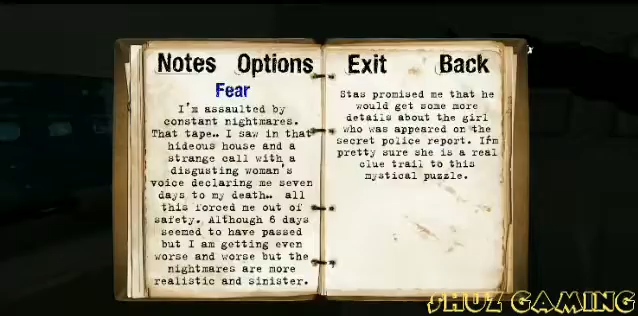 Notes Options Exit Back
Fear
I'm assaulted by
constant nightmares.
That tape.. I saw in that
hideous house and a
strange call with a
disgusting woman's
voice declaring me seven
days to my death.. all
this forced me out of
safety. Although 6 days
seemed to have passed
but I am getting even
worse and worse but the
nightmares are more
realistic and sinister.
Stas promised me that he
would get some more
details about the girl
who was appeared on the
secret police report. I'm
pretty sure she is a real
clue trail to this
mystical puzzle.
SHUZ GAMING